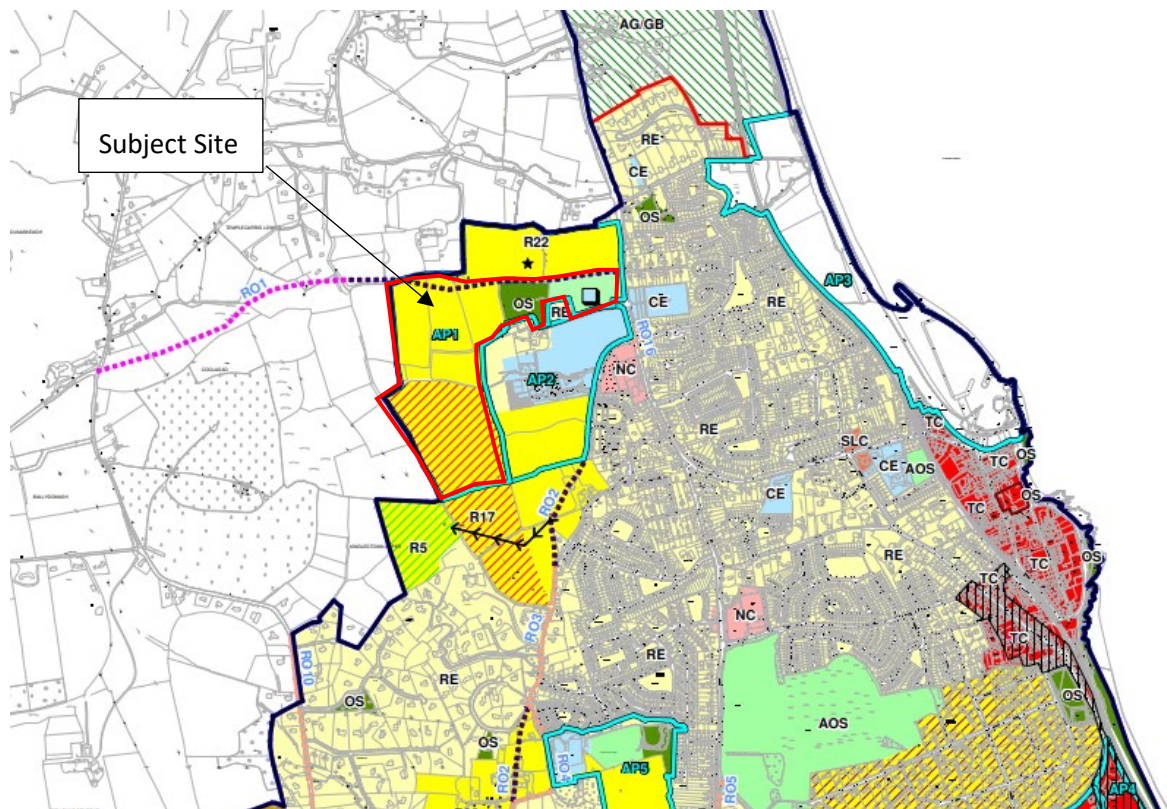 AG/GB
RE
Subject Site
CE
OS
R22
AP3
RO1
OS
RE
CE
RE
AP1
RO16
AP2
NC
RE
TC
OS
SLC
CE
AOS
TC
CE
OS
TC
RO2
R17
R5
RE
TC
OS
TC
NC
RO3
TC
RO10
RE
RE
OS
OS
AOS
OS
RO2
RO4
AP5
RO5
AP4